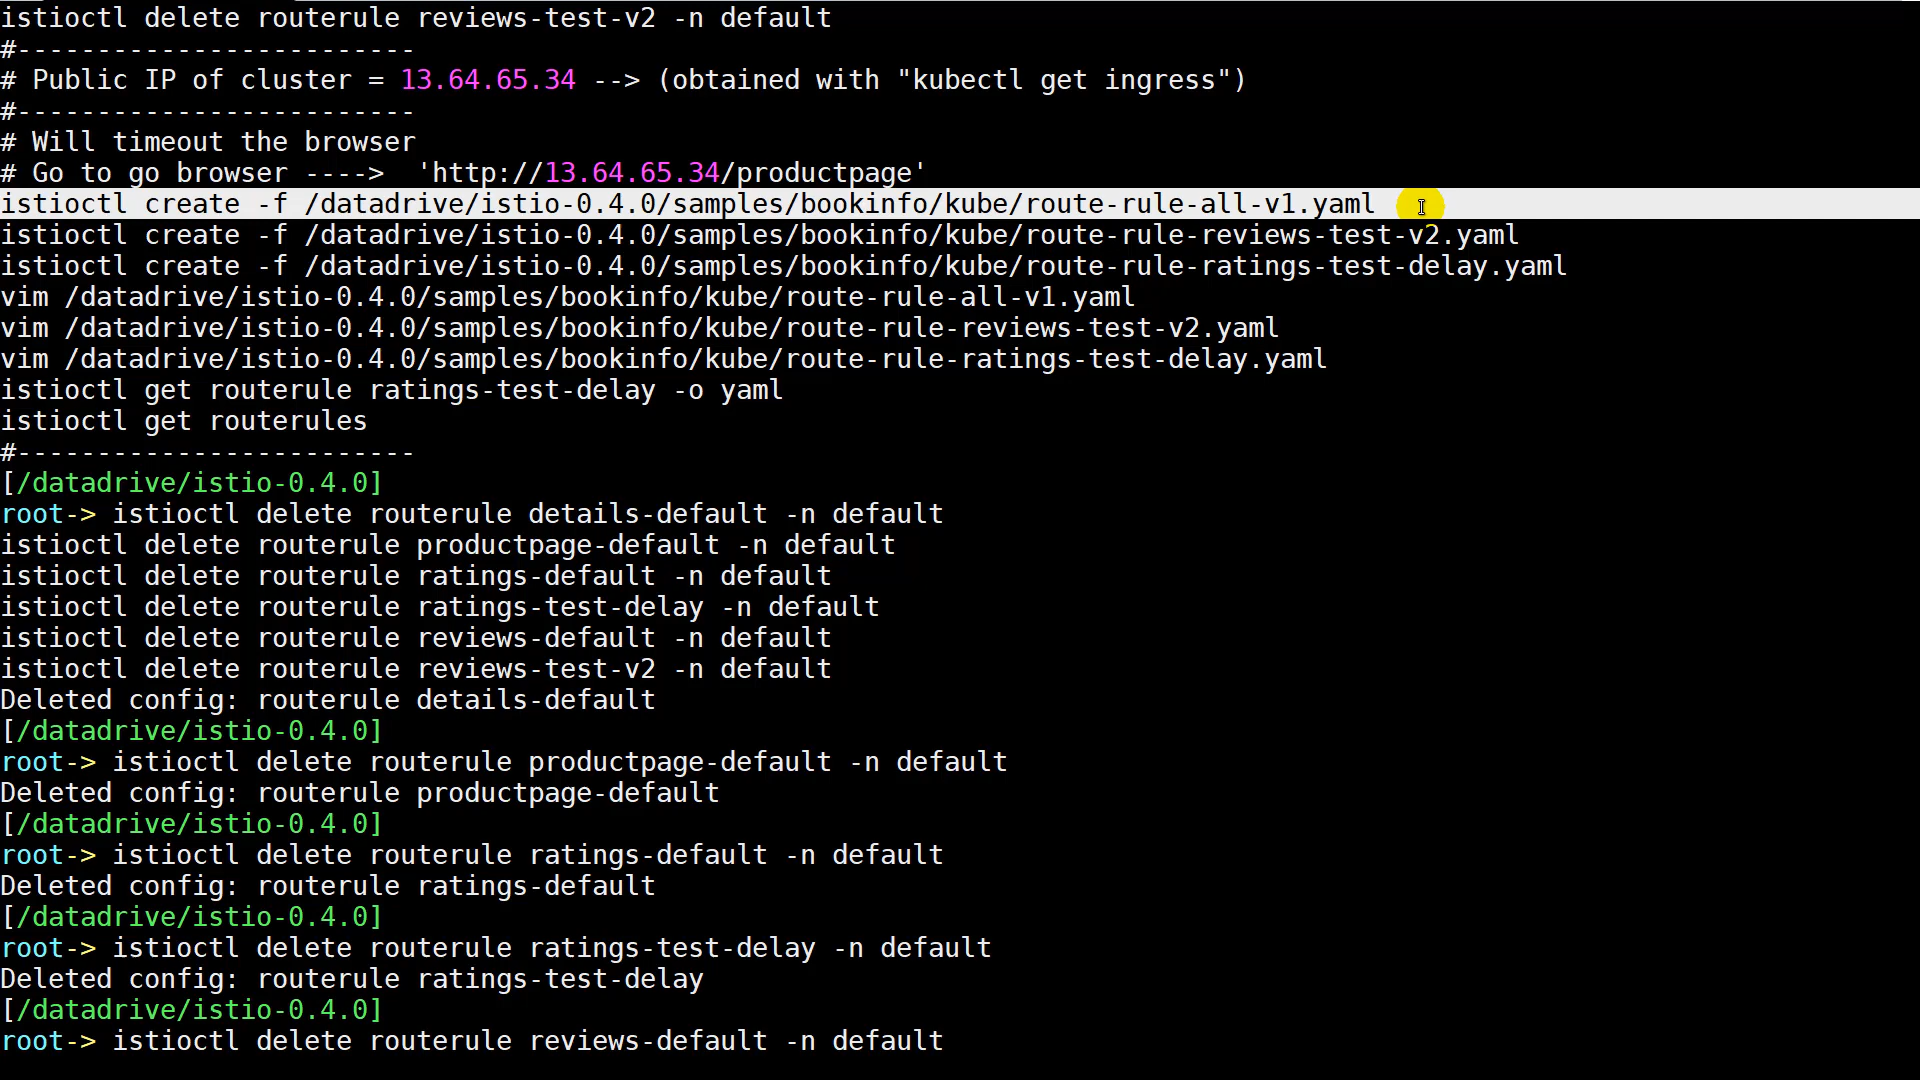 istioctl delete routerule reviews-test-v2 -n default
#-------------------------
# Public IP of cluster = 13.64.65.34 --> (obtained with "kubectl get ingress")
#-------------------------
# Will timeout the browser
# Go to go browser ---->  'http://13.64.65.34/productpage'
istioctl create -f /datadrive/istio-0.4.0/samples/bookinfo/kube/route-rule-all-v1.yaml
istioctl create -f /datadrive/istio-0.4.0/samples/bookinfo/kube/route-rule-reviews-test-v2.yaml
istioctl create -f /datadrive/istio-0.4.0/samples/bookinfo/kube/route-rule-ratings-test-delay.yaml
vim /datadrive/istio-0.4.0/samples/bookinfo/kube/route-rule-all-v1.yaml
vim /datadrive/istio-0.4.0/samples/bookinfo/kube/route-rule-reviews-test-v2.yaml
vim /datadrive/istio-0.4.0/samples/bookinfo/kube/route-rule-ratings-test-delay.yaml
istioctl get routerule ratings-test-delay -o yaml
istioctl get routerules
#-------------------------
[/datadrive/istio-0.4.0]
root-> istioctl delete routerule details-default -n default
istioctl delete routerule productpage-default -n default
istioctl delete routerule ratings-default -n default
istioctl delete routerule ratings-test-delay -n default
istioctl delete routerule reviews-default -n default
istioctl delete routerule reviews-test-v2 -n default
Deleted config: routerule details-default
[/datadrive/istio-0.4.0]
root-> istioctl delete routerule productpage-default -n default
Deleted config: routerule productpage-default
[/datadrive/istio-0.4.0]
root-> istioctl delete routerule ratings-default -n default
Deleted config: routerule ratings-default
[/datadrive/istio-0.4.0]
root-> istioctl delete routerule ratings-test-delay -n default
Deleted config: routerule ratings-test-delay
[/datadrive/istio-0.4.0]
root-> istioctl delete routerule reviews-default -n default